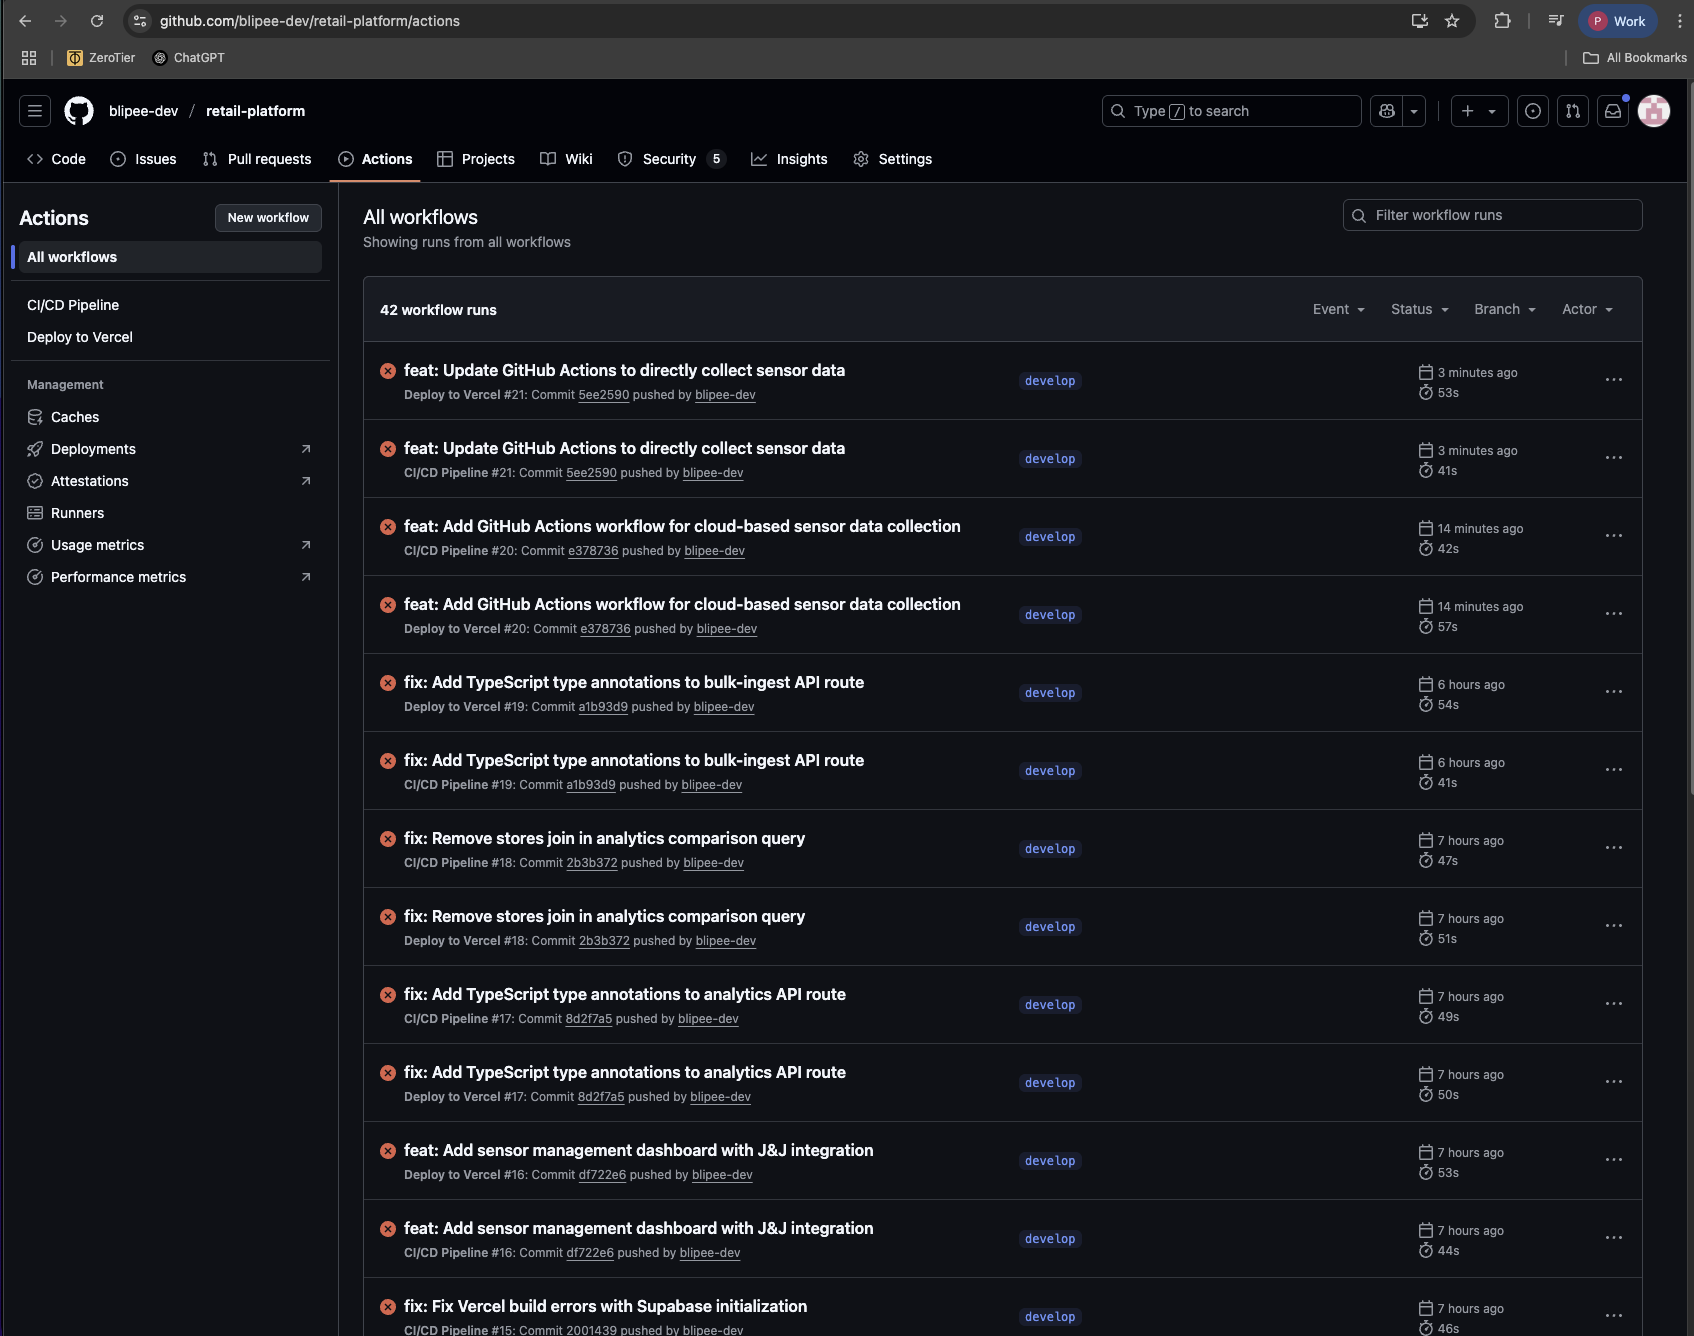 github.com/blipee-dev/retail-platform/actions
Work
ZeroTier
ChatGPT
All Bookmarks
blipee-dev / retail-platform
Type / to search
Code
Issues
Pull requests
Actions
Projects
Wiki
Security 5
Insights
Settings
Actions
New workflow
All workflows
CI/CD Pipeline
Deploy to Vercel
Management
Caches
Deployments
Attestations
Runners
Usage metrics
Performance metrics
All workflows
Showing runs from all workflows
Filter workflow runs
42 workflow runs
Event
Status
Branch
Actor
feat: Update GitHub Actions to directly collect sensor data
Deploy to Vercel #21: Commit 5ee2590 pushed by blipee-dev
develop
3 minutes ago
53s
feat: Update GitHub Actions to directly collect sensor data
CI/CD Pipeline #21: Commit 5ee2590 pushed by blipee-dev
develop
3 minutes ago
41s
feat: Add GitHub Actions workflow for cloud-based sensor data collection
CI/CD Pipeline #20: Commit e378736 pushed by blipee-dev
develop
14 minutes ago
42s
feat: Add GitHub Actions workflow for cloud-based sensor data collection
Deploy to Vercel #20: Commit e378736 pushed by blipee-dev
develop
14 minutes ago
57s
fix: Add TypeScript type annotations to bulk-ingest API route
Deploy to Vercel #19: Commit a1b93d9 pushed by blipee-dev
develop
6 hours ago
54s
fix: Add TypeScript type annotations to bulk-ingest API route
CI/CD Pipeline #19: Commit a1b93d9 pushed by blipee-dev
develop
6 hours ago
41s
fix: Remove stores join in analytics comparison query
CI/CD Pipeline #18: Commit 2b3b372 pushed by blipee-dev
develop
7 hours ago
47s
fix: Remove stores join in analytics comparison query
Deploy to Vercel #18: Commit 2b3b372 pushed by blipee-dev
develop
7 hours ago
51s
fix: Add TypeScript type annotations to analytics API route
CI/CD Pipeline #17: Commit 8d2f7a5 pushed by blipee-dev
develop
7 hours ago
49s
fix: Add TypeScript type annotations to analytics API route
Deploy to Vercel #17: Commit 8d2f7a5 pushed by blipee-dev
develop
7 hours ago
50s
feat: Add sensor management dashboard with J&J integration
Deploy to Vercel #16: Commit df722e6 pushed by blipee-dev
develop
7 hours ago
53s
feat: Add sensor management dashboard with J&J integration
CI/CD Pipeline #16: Commit df722e6 pushed by blipee-dev
develop
7 hours ago
44s
fix: Fix Vercel build errors with Supabase initialization
CI/CD Pipeline #15: Commit 2001439 pushed by blipee-dev
develop
7 hours ago
46s